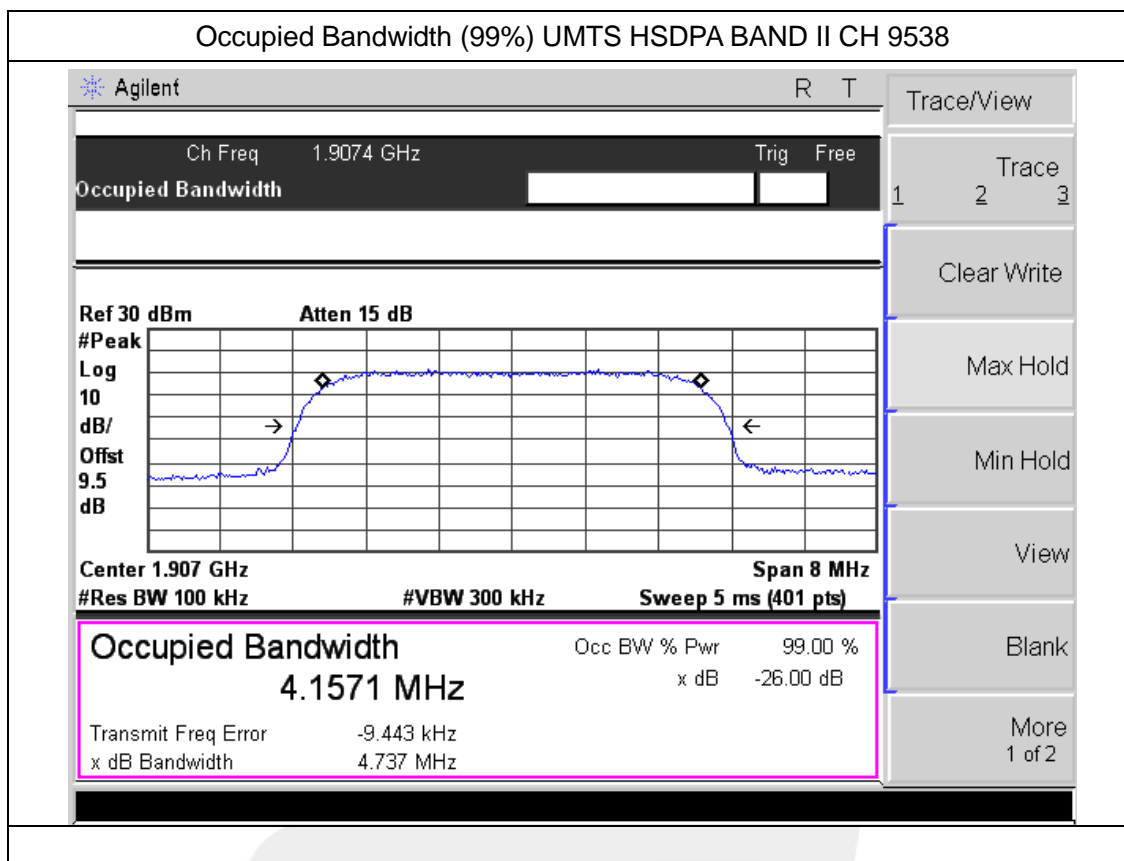 Occupied Bandwidth (99%) UMTS HSDPA BAND II CH 9538
Agilent R T
Trace/View
Ch Freq 1.9074 GHz Trig Free
Occupied Bandwidth
Trace
1 2 3
Clear Write
Ref 30 dBm Atten 15 dB
#Peak
Log
10
dB/
Offst
9.5
dB
Max Hold
Min Hold
View
Center 1.907 GHz Span 8 MHz
#Res BW 100 kHz #VBW 300 kHz Sweep 5 ms (401 pts)
Occupied Bandwidth Occ BW % Pwr 99.00 %
4.1571 MHz x dB -26.00 dB
Transmit Freq Error -9.443 kHz
x dB Bandwidth 4.737 MHz
Blank
More
1 of 2